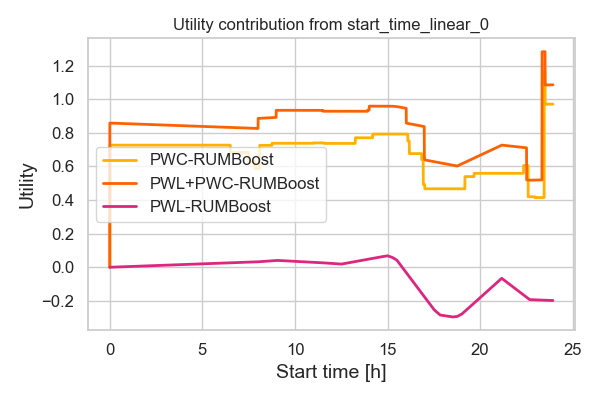 Utility contribution from start_time_linear_0
Utility
1.2
1.0
0.8
0.6
0.4
0.2
0.0
−0.2
PWC-RUMBoost
PWL+PWC-RUMBoost
PWL-RUMBoost
0 5 10 15 20 25
Start time [h]